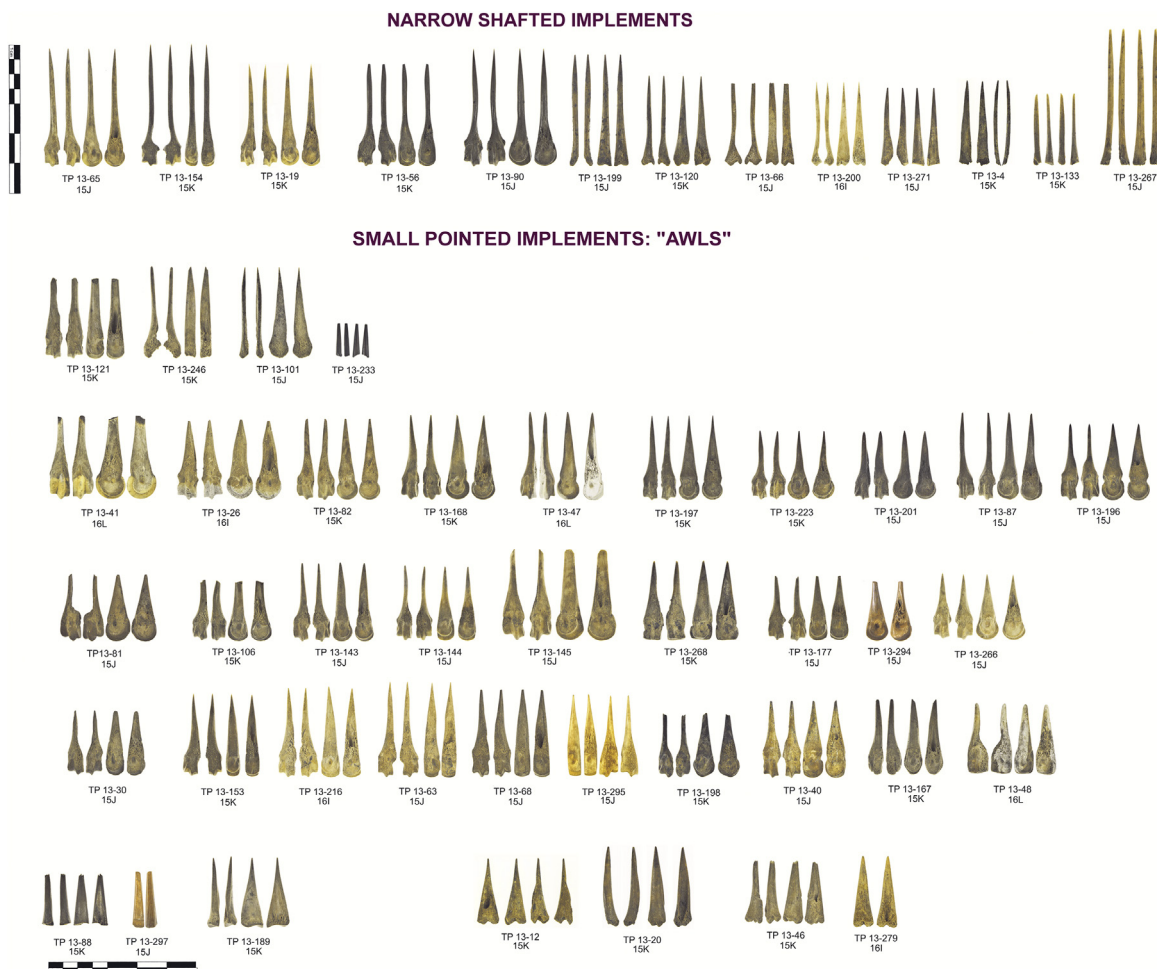 NARROW SHAFTED IMPLEMENTS
TP 13-65
15J
TP 13-154
15K
TP 13-19
15K
TP 13-56
15K
TP 13-90
15J
TP 13-199
15J
TP 13-120
15K
TP 13-66
15J
TP 13-200
16I
TP 13-271
15J
TP 13-4
15K
TP 13-133
15K
TP 13-267
15J
SMALL POINTED IMPLEMENTS: "AWLS"
TP 13-121
15K
TP 13-246
15K
TP 13-101
15J
TP 13-233
15J
TP 13-41
16L
TP 13-26
16I
TP 13-82
15K
TP 13-168
15K
TP 13-47
16L
TP 13-197
15K
TP 13-223
15K
TP 13-201
15J
TP 13-87
15J
TP 13-196
15J
TP13-81
15J
TP 13-106
15K
TP 13-143
15J
TP 13-144
15J
TP 13-145
15J
TP 13-268
15K
TP 13-177
15J
TP 13-294
15J
TP 13-266
15J
TP 13-30
15J
TP 13-153
15K
TP 13-216
16I
TP 13-63
15J
TP 13-68
15J
TP 13-295
15J
TP 13-198
15K
TP 13-40
15J
TP 13-167
15K
TP 13-48
16L
TP 13-88
15K
TP 13-297
15J
TP 13-189
15K
TP 13-12
15K
TP 13-20
15K
TP 13-46
15K
TP 13-279
16I